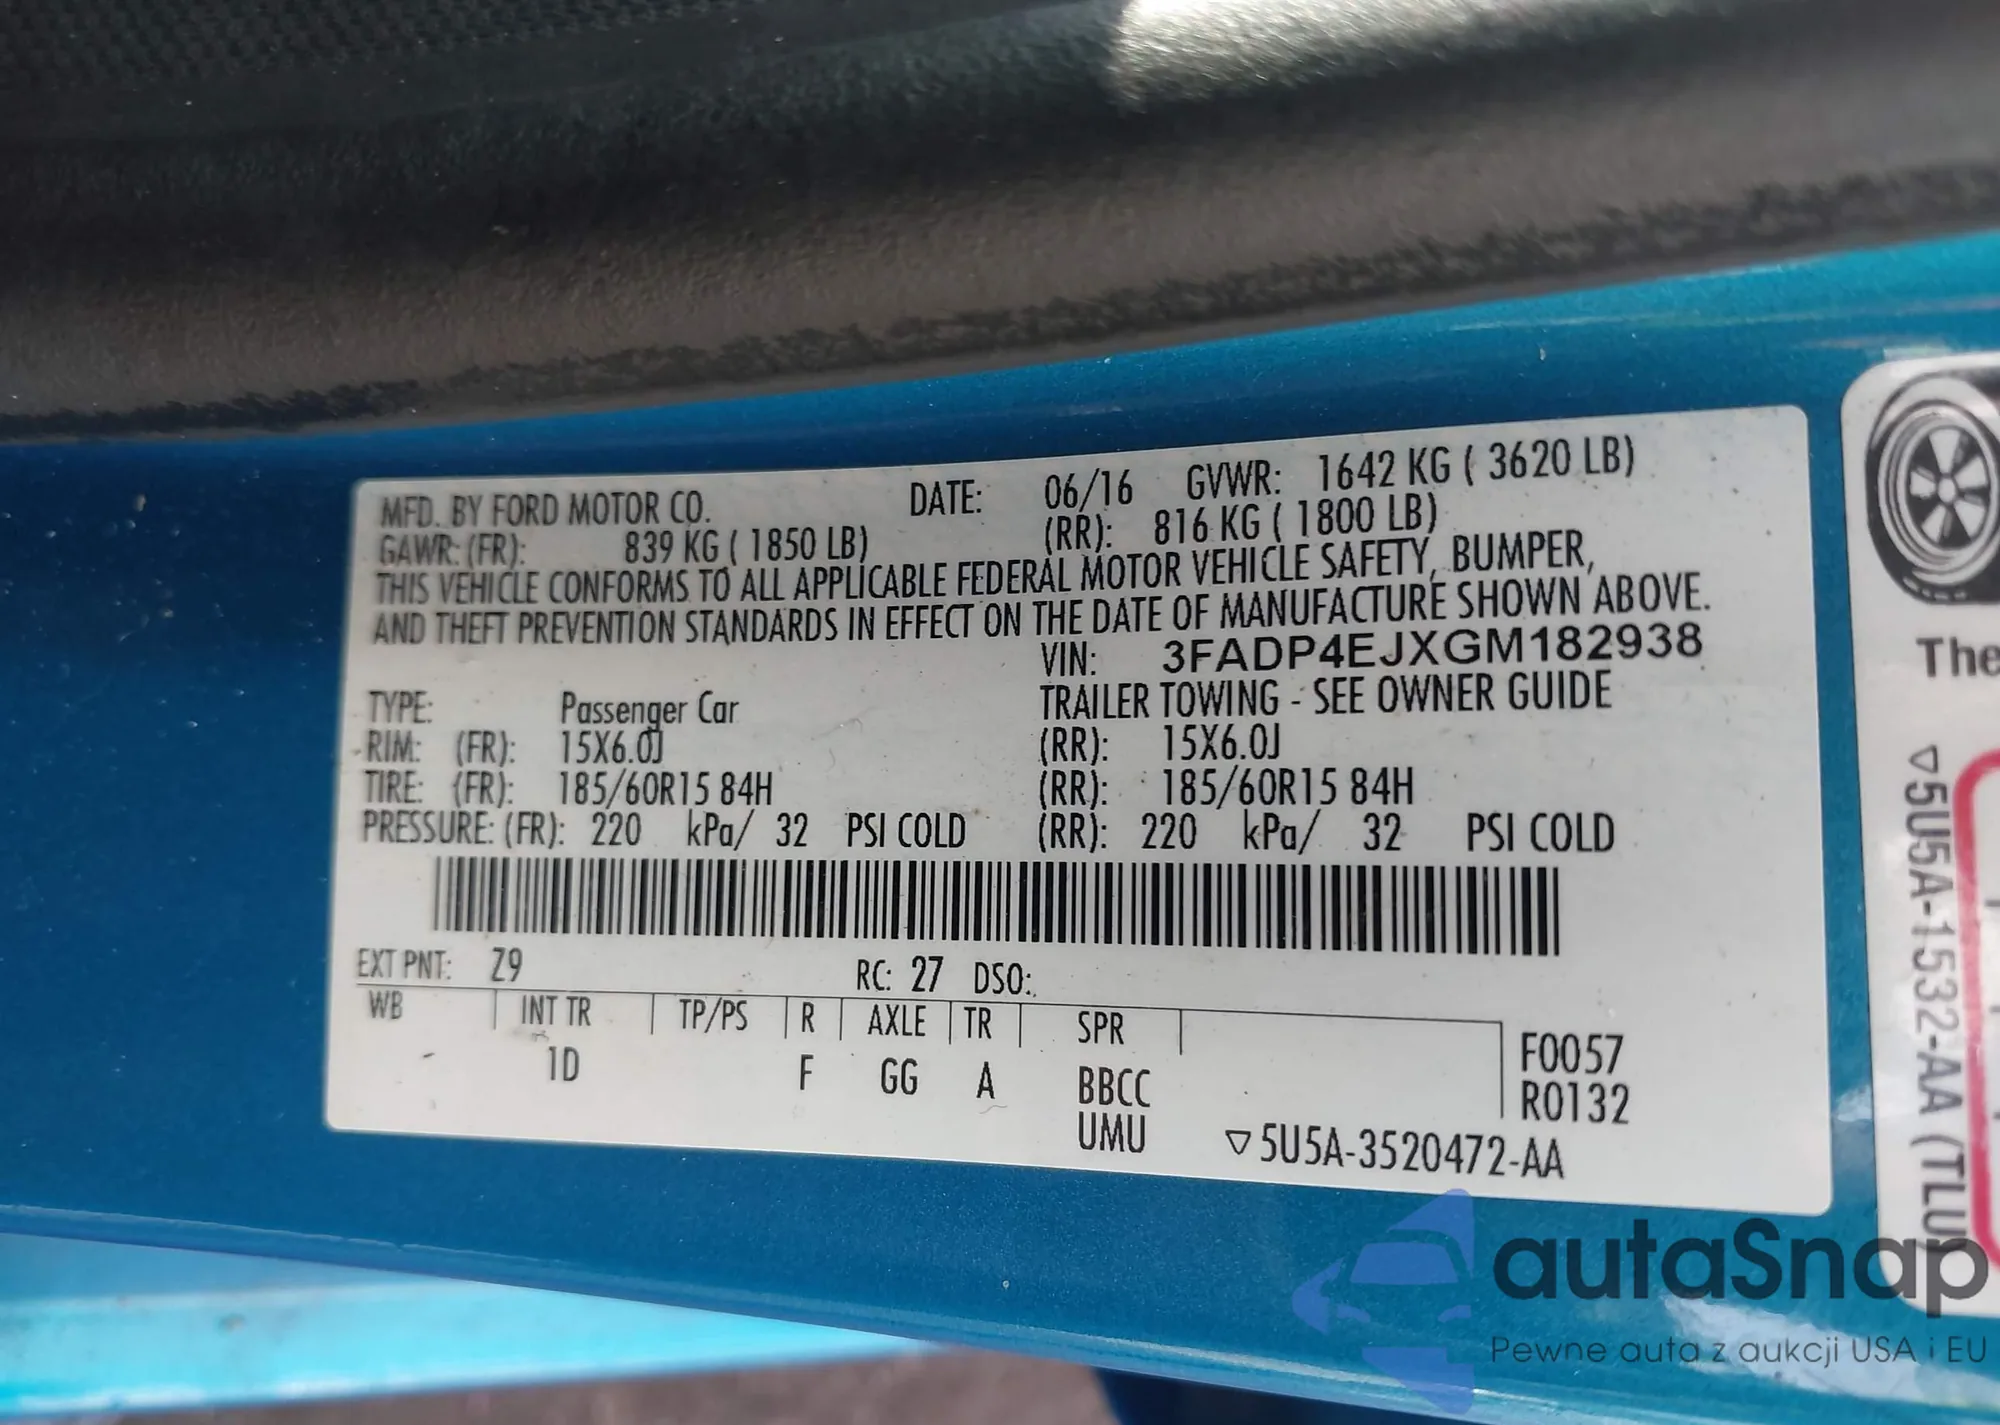 MFD. BY FORD MOTOR CO. DATE: 06/16 GVWR: 1642 KG ( 3620 LB)
GAWR: (FR): 839 KG ( 1850 LB) (RR): 816 KG ( 1800 LB)
THIS VEHICLE CONFORMS TO ALL APPLICABLE FEDERAL MOTOR VEHICLE SAFETY, BUMPER,
AND THEFT PREVENTION STANDARDS IN EFFECT ON THE DATE OF MANUFACTURE SHOWN ABOVE.
VIN: 3FADP4EJXGM182938
TYPE: Passenger Car TRAILER TOWING - SEE OWNER GUIDE
RIM: (FR): 15X6.0J (RR): 15X6.0J
TIRE: (FR): 185/60R15 84H (RR): 185/60R15 84H
PRESSURE: (FR): 220 kPa/ 32 PSI COLD (RR): 220 kPa/ 32 PSI COLD
EXT PNT: Z9 RC: 27 DSO:
WB INT TR TP/PS R AXLE TR SPR
1D F GG A BBCC
UMU
F0057
R0132
▽5U5A-3520472-AA
The
▽5U5A-1532-AA (TLU)
autaSnap
Pewne auta z aukcji USA i EU